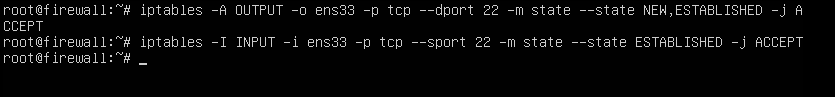 root@firewall:~# iptables -A OUTPUT -o ens33 -p tcp --dport 22 -m state --state NEW,ESTABLISHED -j A
CCEPT
root@firewall:~# iptables -I INPUT -i ens33 -p tcp --sport 22 -m state --state ESTABLISHED -j ACCEPT
root@firewall:~# _